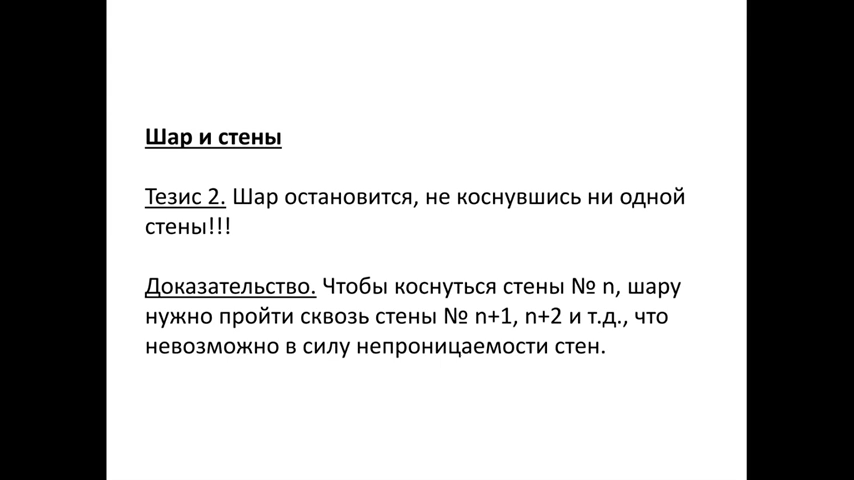 Шар и стены
Тезис 2. Шар остановится, не коснувшись ни одной
стены!!!
Доказательство. Чтобы коснуться стены № n, шару
нужно пройти сквозь стены № n+1, n+2 и т.д., что
невозможно в силу непроницаемости стен.